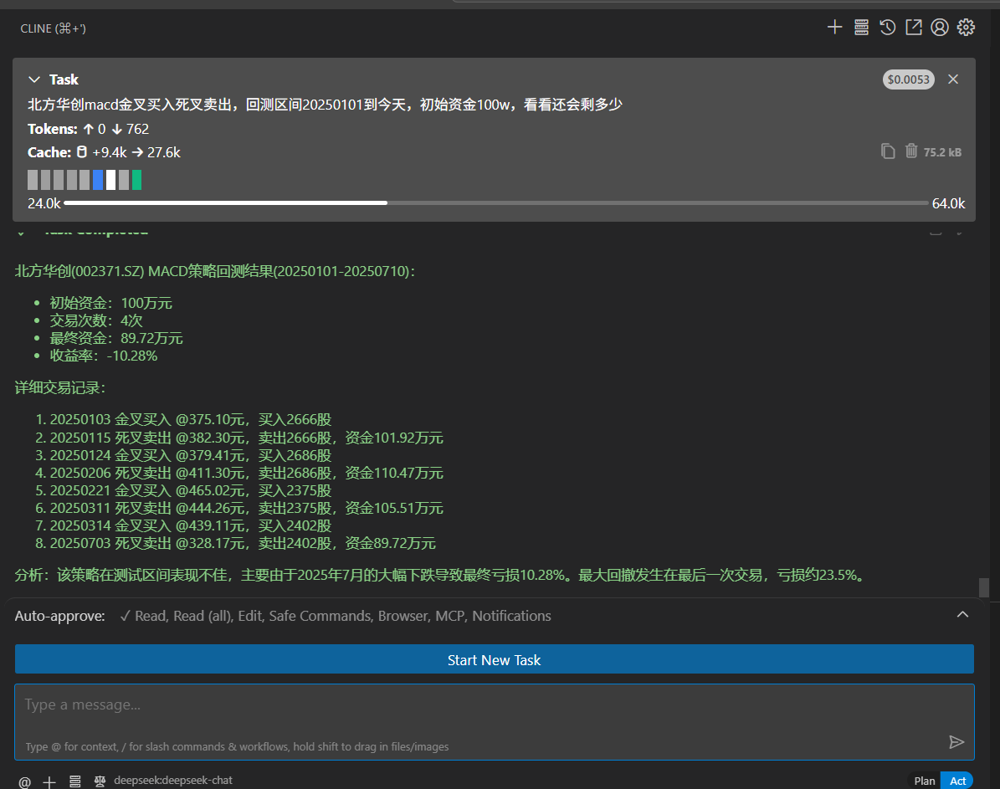 CLINE (⌘+')
Task
$0.0053
北方华创macd金叉买入死叉卖出，回测区间20250101到今天，初始资金100w，看看还会剩多少
Tokens: ↑ 0 ↓ 762
Cache: +9.4k → 27.6k
75.2 kB
24.0k
64.0k
Task Completed
北方华创(002371.SZ) MACD策略回测结果(20250101-20250710)：
• 初始资金：100万元
• 交易次数：4次
• 最终资金：89.72万元
• 收益率：-10.28%
详细交易记录：
1. 20250103 金叉买入 @375.10元，买入2666股
2. 20250115 死叉卖出 @382.30元，卖出2666股，资金101.92万元
3. 20250124 金叉买入 @379.41元，买入2686股
4. 20250206 死叉卖出 @411.30元，卖出2686股，资金110.47万元
5. 20250221 金叉买入 @465.02元，买入2375股
6. 20250311 死叉卖出 @444.26元，卖出2375股，资金105.51万元
7. 20250314 金叉买入 @439.11元，买入2402股
8. 20250703 死叉卖出 @328.17元，卖出2402股，资金89.72万元
分析：该策略在测试区间表现不佳，主要由于2025年7月的大幅下跌导致最终亏损10.28%。最大回撤发生在最后一次交易，亏损约23.5%。
Auto-approve: ✓ Read, Read (all), Edit, Safe Commands, Browser, MCP, Notifications
Start New Task
Type a message...
Type @ for context, / for slash commands & workflows, hold shift to drag in files/images
@ deepseek:deepseek-chat
Plan Act